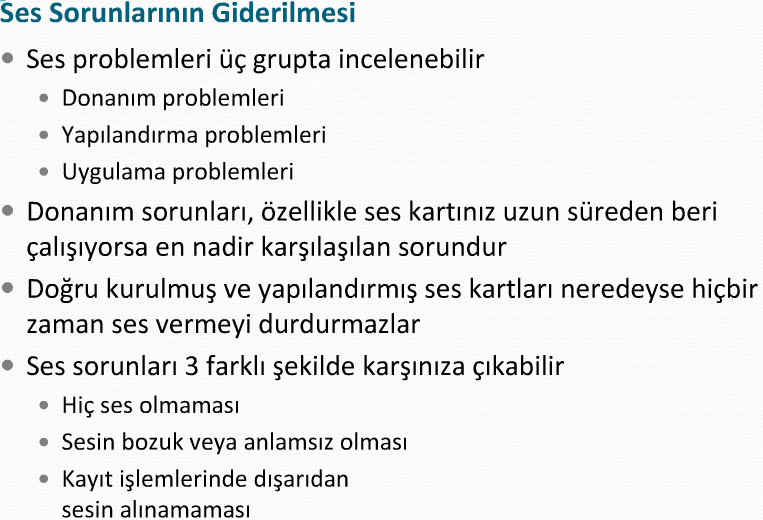 Ses Sorunlarının Giderilmesi
• Ses problemleri üç grupta incelenebilir
• Donanım problemleri
• Yapılandırma problemleri
• Uygulama problemleri
• Donanım sorunları, özellikle ses kartınız uzun süreden beri
çalışıyorsa en nadir karşılaşılan sorundur
• Doğru kurulmuş ve yapılandırmış ses kartları neredeyse hiçbir
zaman ses vermeyi durdurmazlar
• Ses sorunları 3 farklı şekilde karşınıza çıkabilir
• Hiç ses olmaması
• Sesin bozuk veya anlamsız olması
• Kayıt işlemlerinde dışarıdan
sesin alınamaması